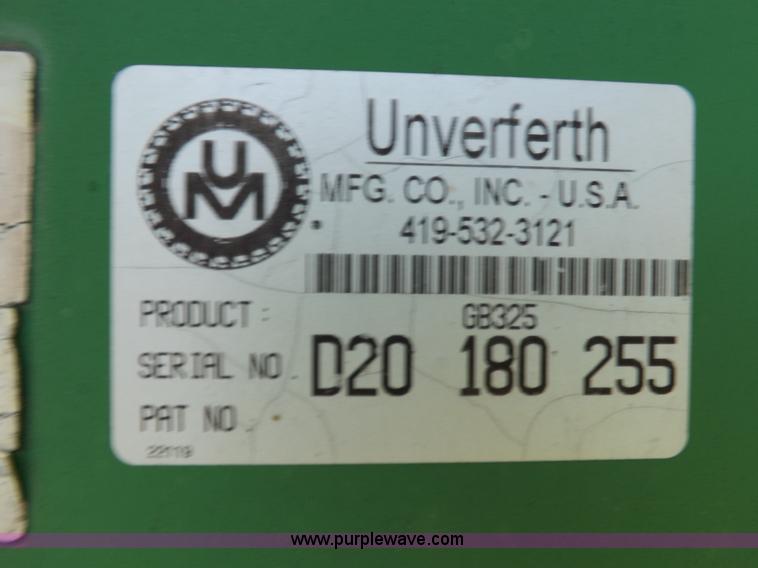 UM
Unverferth
MFG. CO., INC. - U.S.A.
419-532-3121
PRODUCT : GB325
SERIAL NO. D20 180 255
PAT NO.
22119
www.purplewave.com